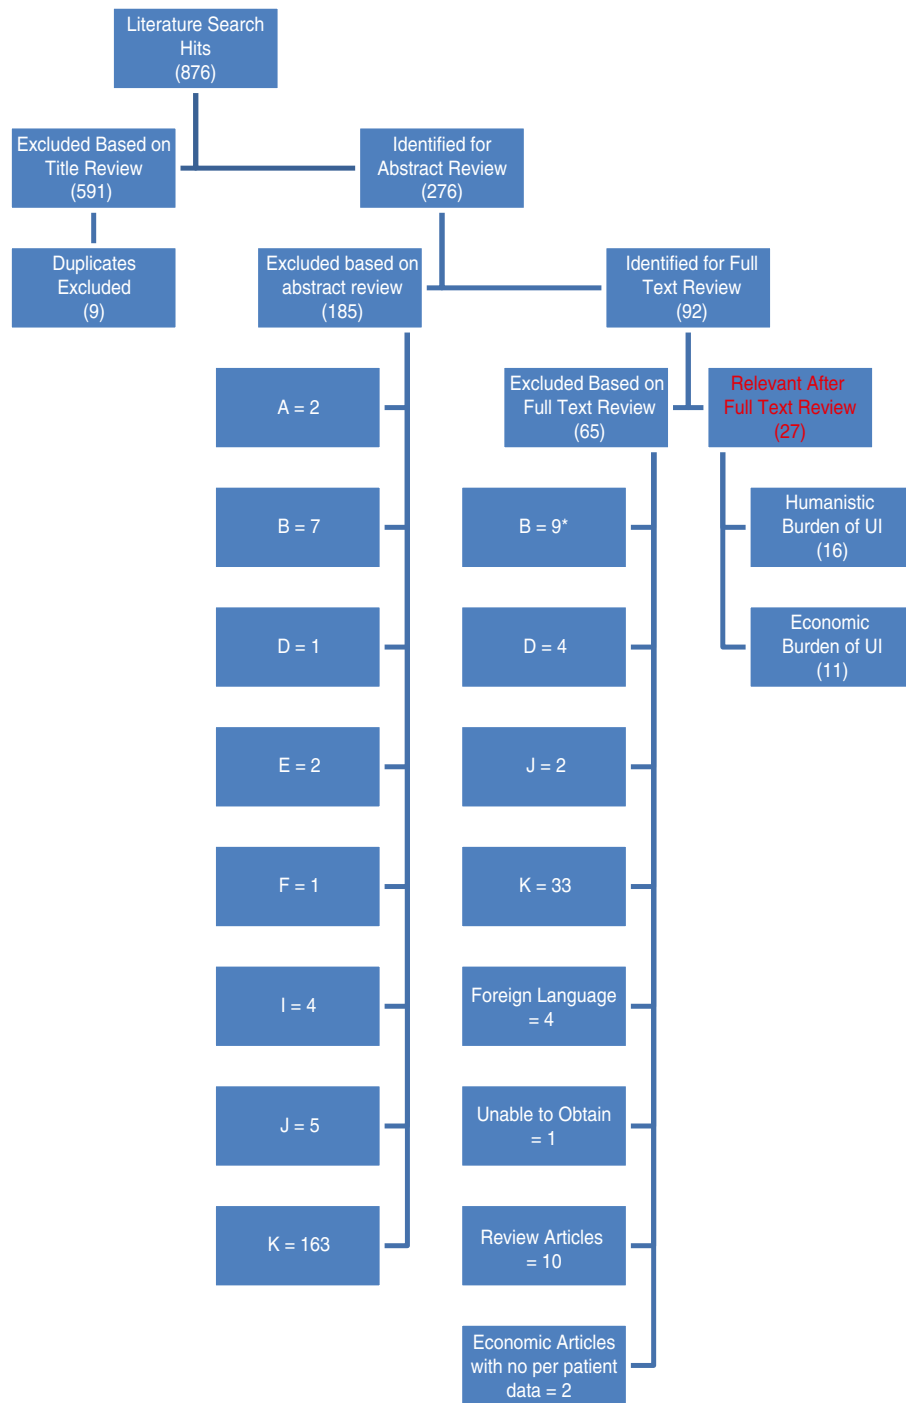 Literature Search
Hits
(876)
Excluded Based on
Title Review
(591)
Identified for
Abstract Review
(276)
Duplicates
Excluded
(9)
Excluded based on
abstract review
(185)
Identified for Full
Text Review
(92)
A = 2
B = 7
D = 1
E = 2
F = 1
I = 4
J = 5
K = 163
Excluded Based on
Full Text Review
(65)
Relevant After
Full Text Review
(27)
B = 9*
D = 4
J = 2
K = 33
Foreign Language
= 4
Unable to Obtain
= 1
Review Articles
= 10
Economic Articles
with no per patient
data = 2
Humanistic
Burden of UI
(16)
Economic
Burden of UI
(11)